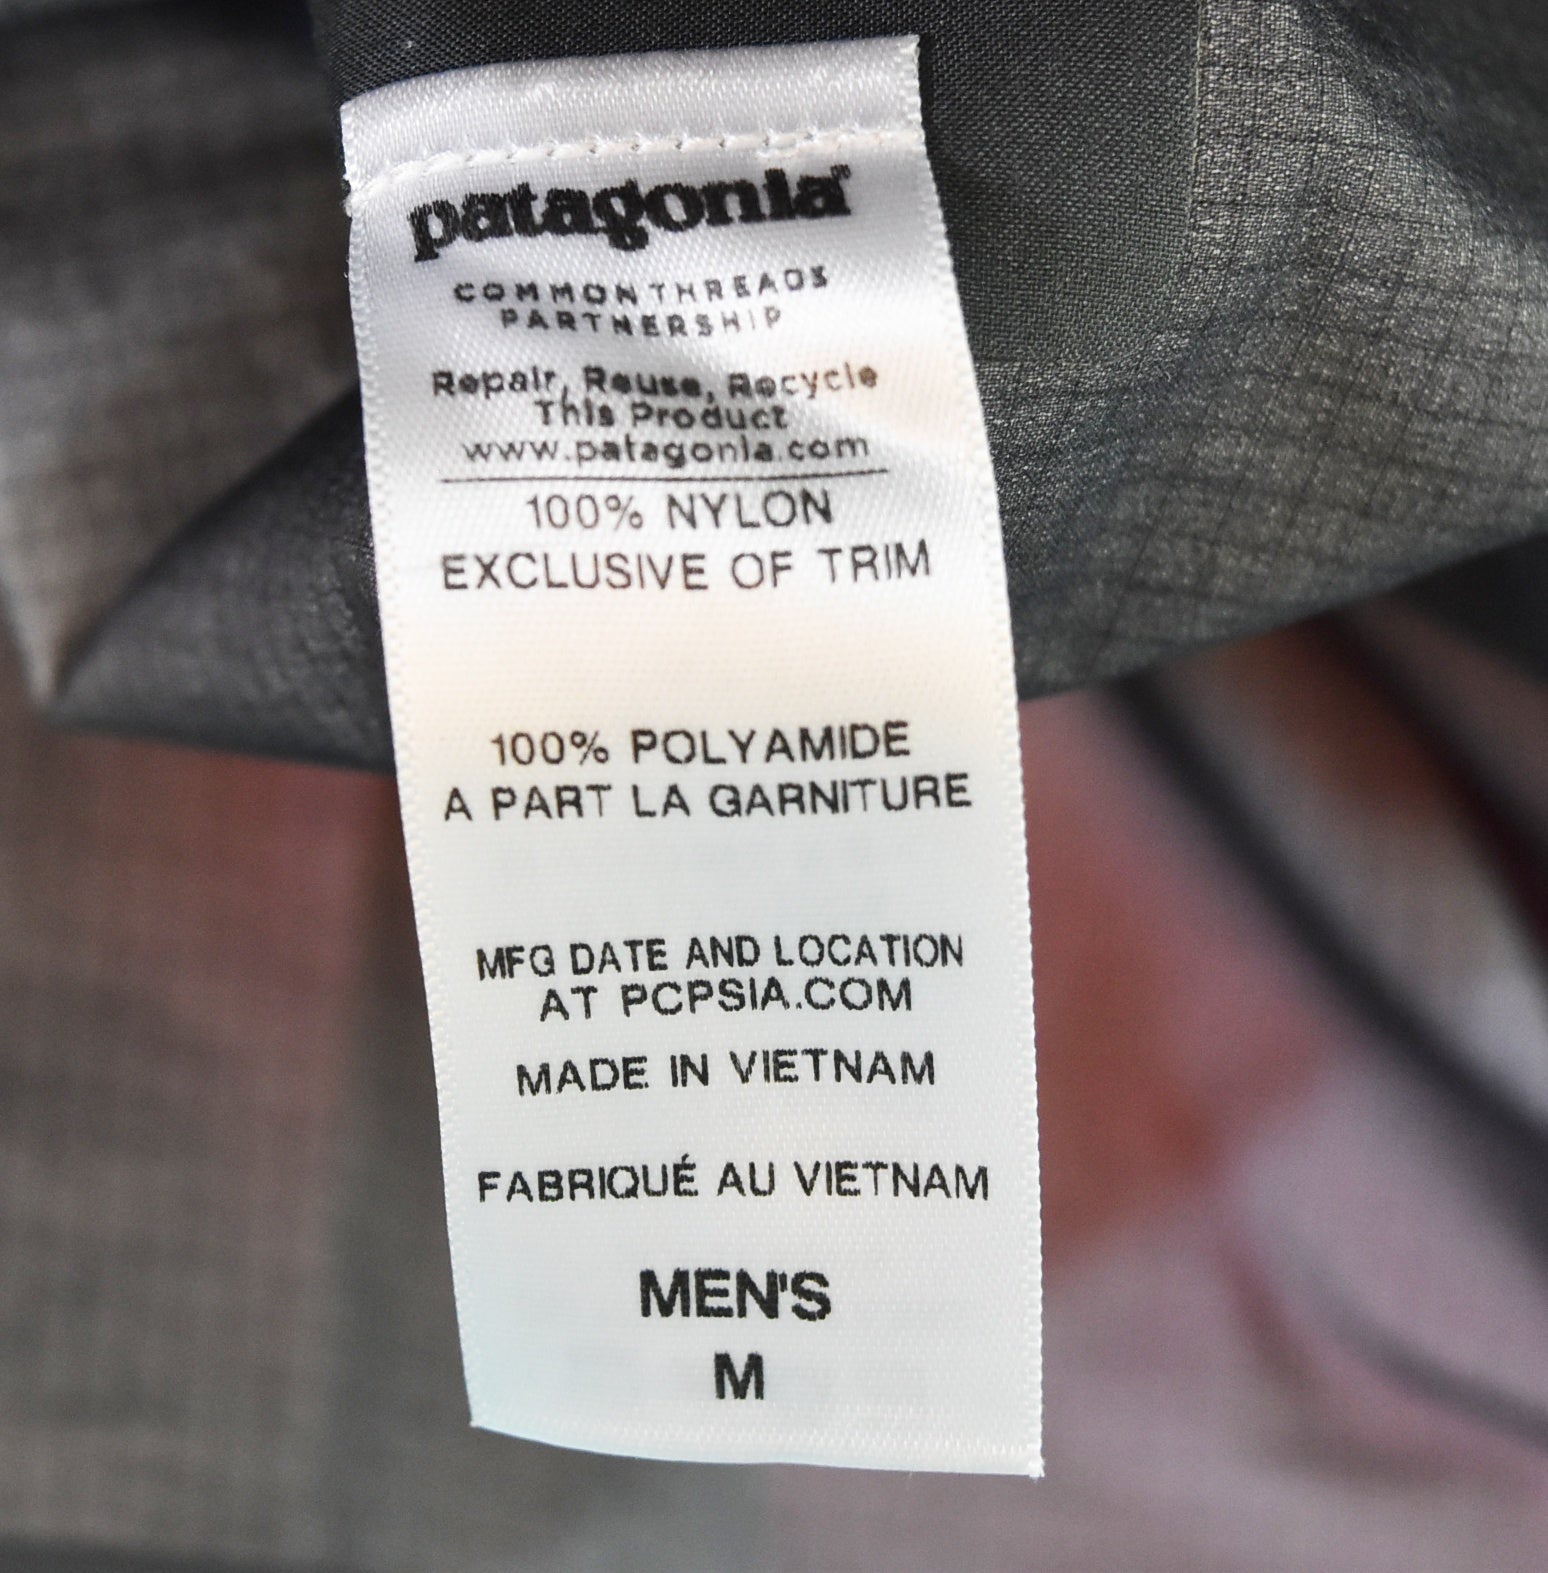 patagonia®
COMMON THREADS
PARTNERSHIP
Repair, Reuse, Recycle
This Product
www.patagonia.com
100% NYLON
EXCLUSIVE OF TRIM
100% POLYAMIDE
A PART LA GARNITURE
MFG DATE AND LOCATION
AT PCPSIA.COM
MADE IN VIETNAM
FABRIQUÉ AU VIETNAM
MEN'S
M